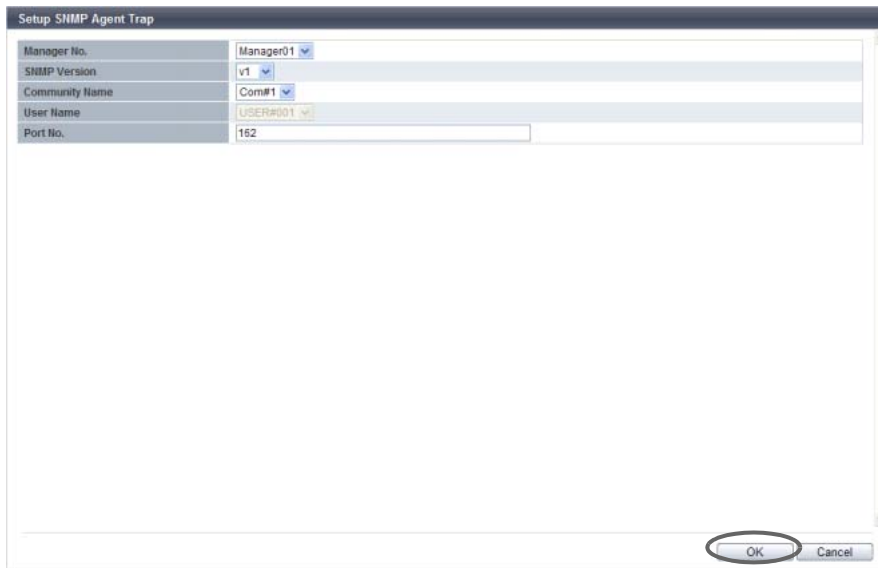 Setup SNMP Agent Trap
Manager No. Manager01
SNMP Version v1
Community Name Com#1
User Name USER#001
Port No. 162
OK Cancel